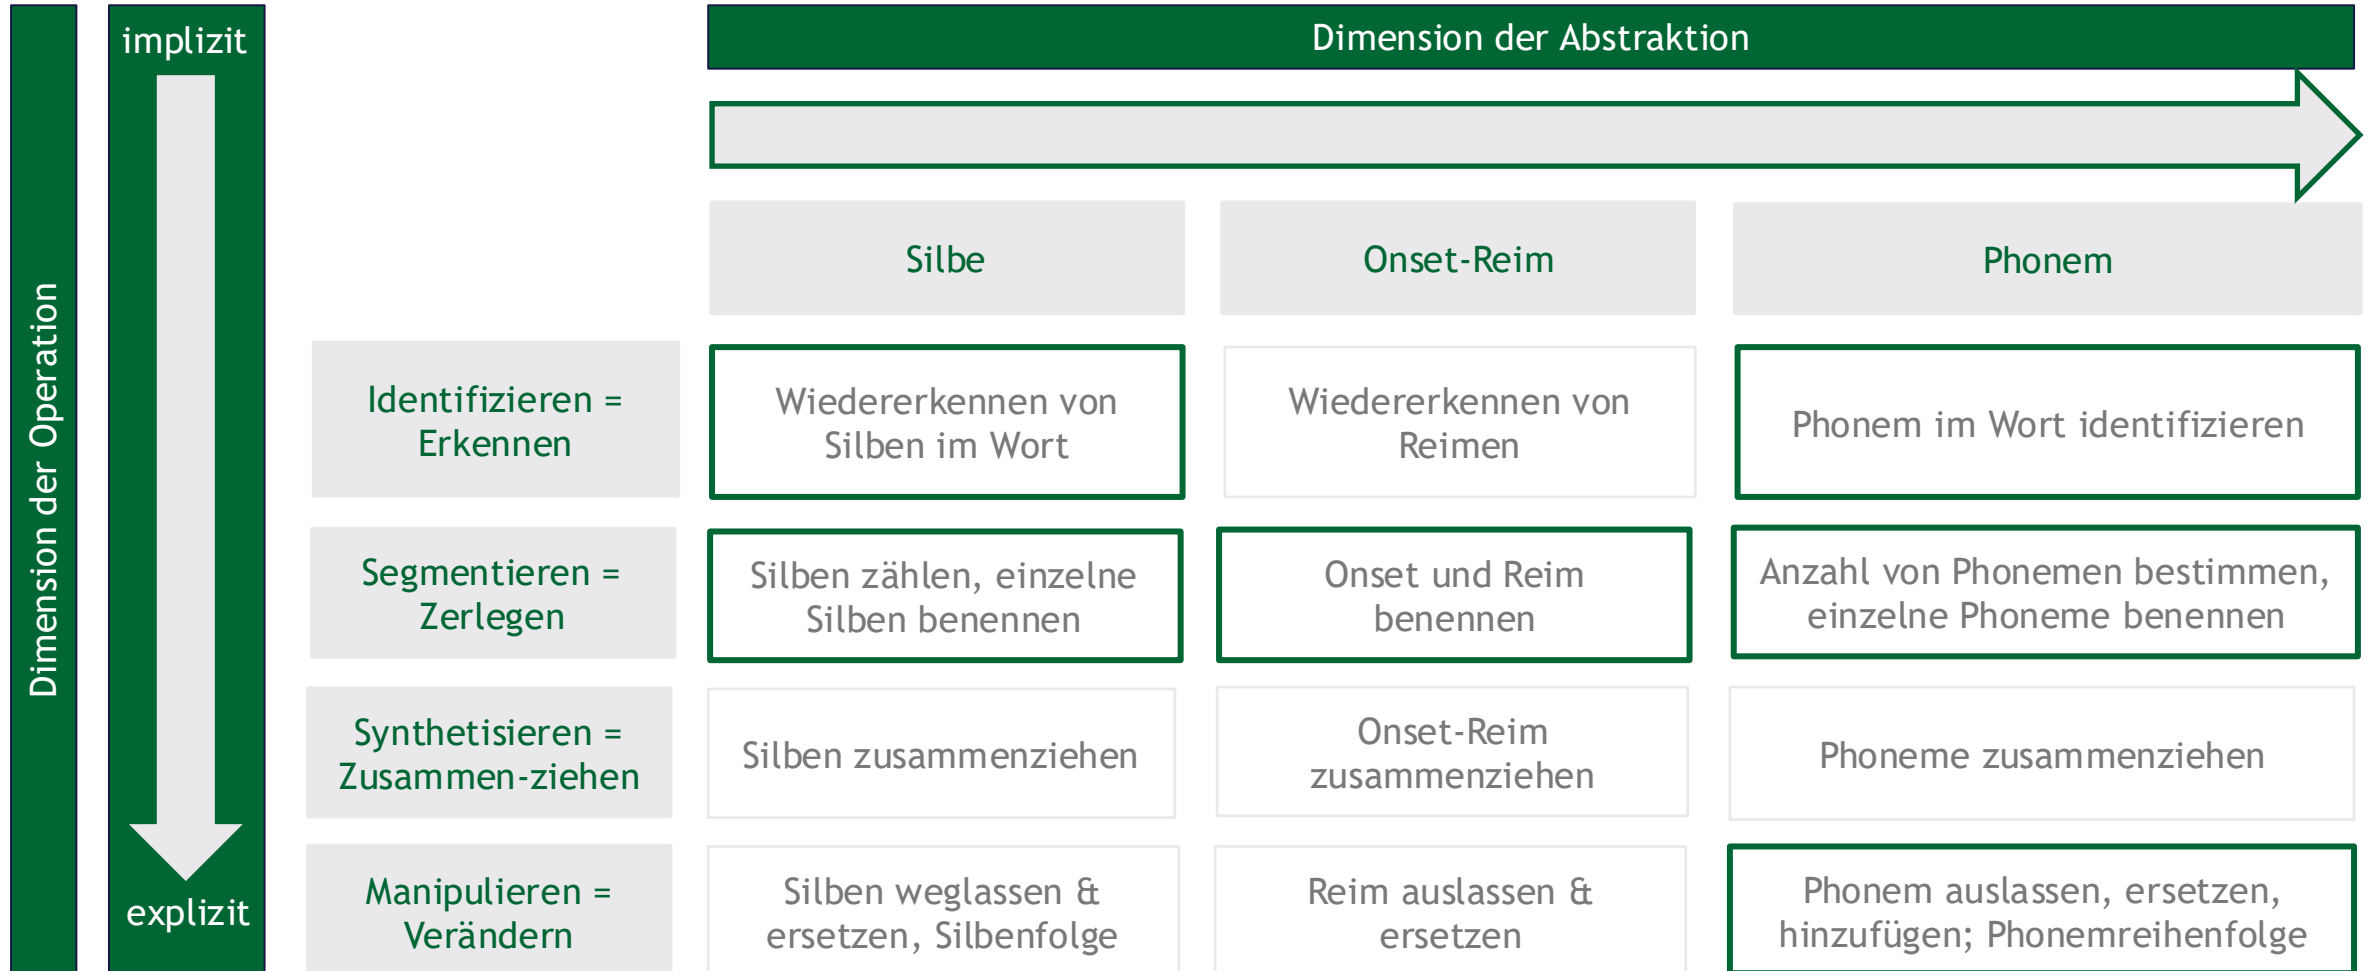 implizit
Dimension der Abstraktion
Silbe
Onset-Reim
Phonem
Dimension der Operation
Identifizieren =
Erkennen
Wiedererkennen von
Silben im Wort
Wiedererkennen von
Reimen
Phonem im Wort identifizieren
Segmentieren =
Zerlegen
Silben zählen, einzelne
Silben benennen
Onset und Reim
benennen
Anzahl von Phonemen bestimmen,
einzelne Phoneme benennen
Synthetisieren =
Zusammen-ziehen
Silben zusammenziehen
Onset-Reim
zusammenziehen
Phoneme zusammenziehen
explizit
Manipulieren =
Verändern
Silben weglassen &
ersetzen, Silbenfolge
Reim auslassen &
ersetzen
Phonem auslassen, ersetzen,
hinzufügen; Phonemreihenfolge